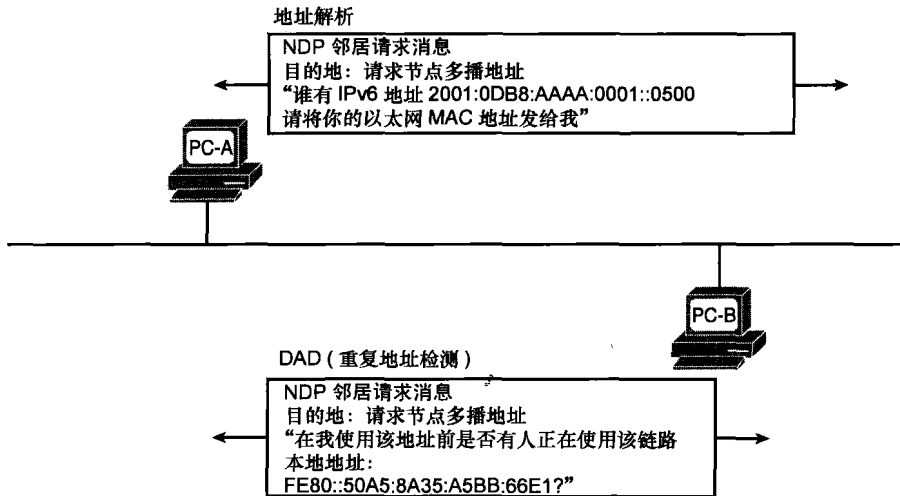 地址解析
NDP 邻居请求消息
目的地：请求节点多播地址
“谁有 IPv6 地址 2001:0DB8:AAAA:0001::0500
请将你的以太网 MAC 地址发给我”
PC-A
PC-B
DAD ( 重复地址检测 )
NDP 邻居请求消息
目的地：请求节点多播地址
“在我使用该地址前是否有人正在使用该链路
本地地址：
FE80::50A5:8A35:A5BB:66E1?”